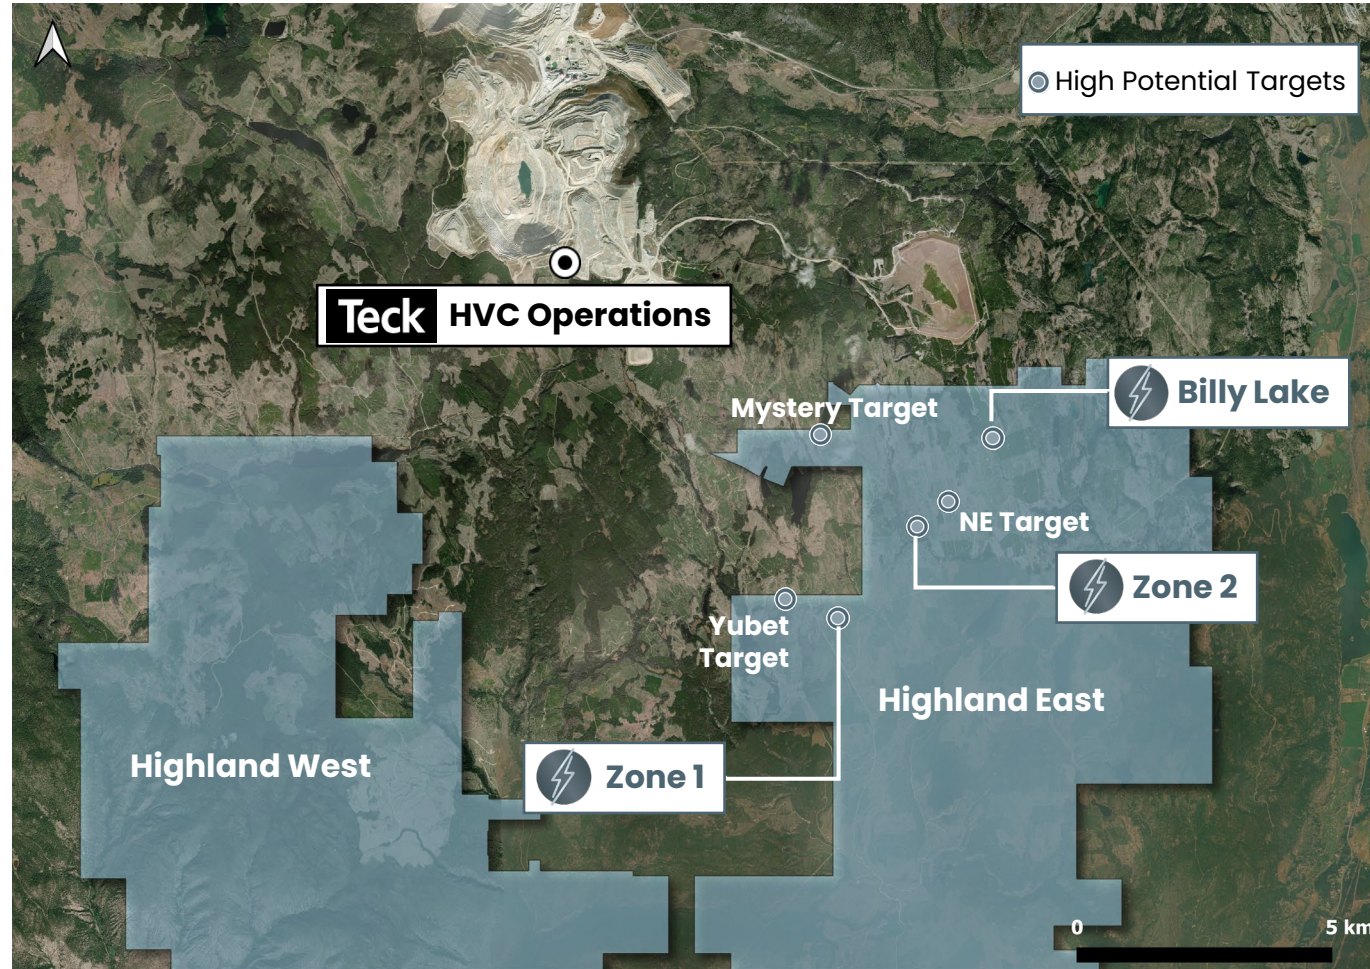 High Potential Targets
Teck HVC Operations
Billy Lake
Mystery Target
NE Target
Zone 2
Yubet
Target
Highland East
Highland West
Zone 1
0 5 km